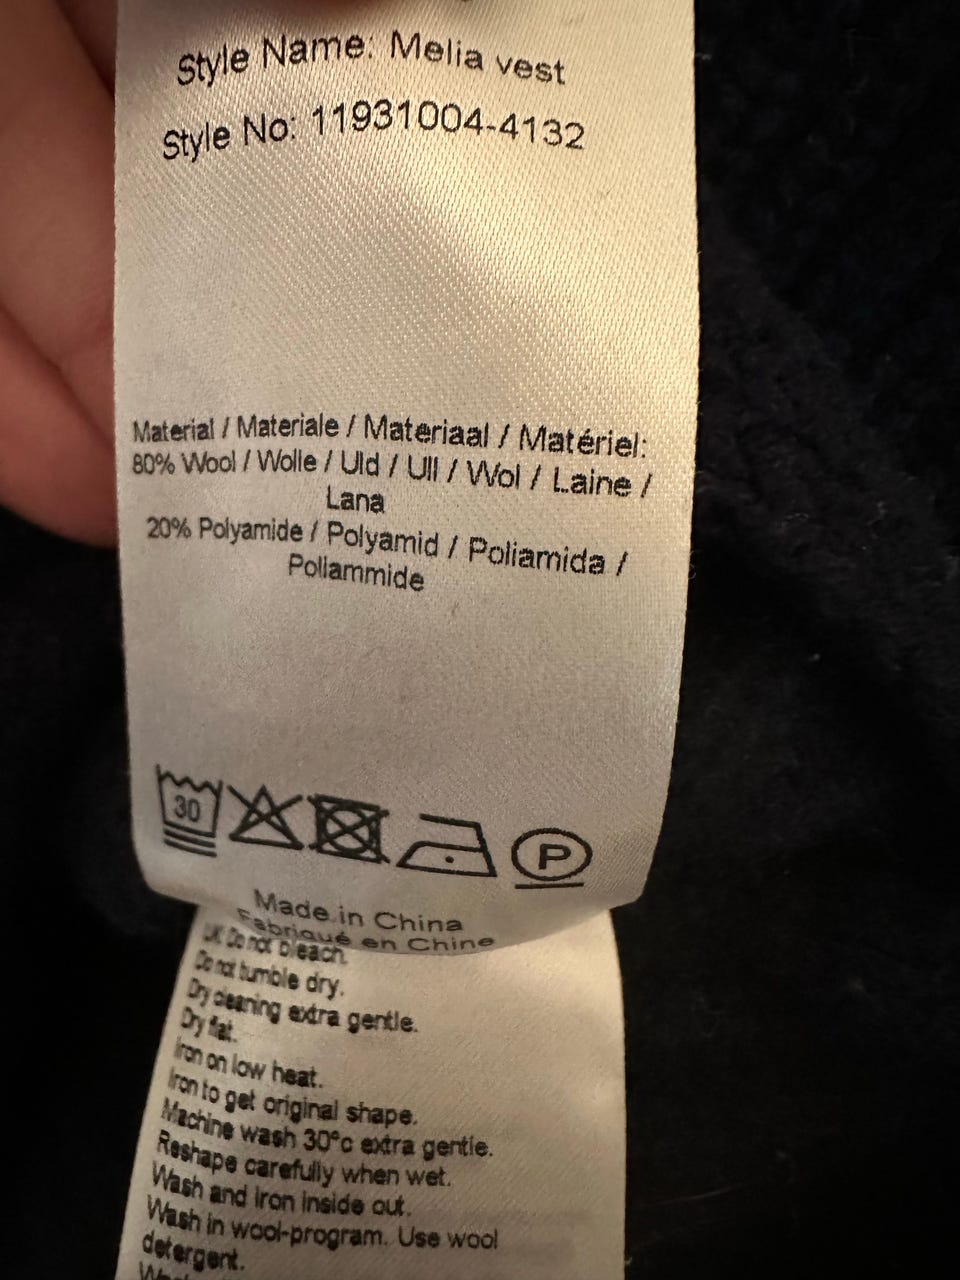 Style Name: Melia vest
Style No: 11931004-4132
Material / Materiale / Materiaal / Matériel:
80% Wool / Wolle / Uld / Ull / Wol / Laine /
Lana
20% Polyamide / Polyamid / Poliamida /
Poliammide
30
P
Made in China
Fabriqué en Chine
UK Do not bleach.
Do not tumble dry.
Dry cleaning extra gentle.
Dry flat.
Iron on low heat.
Iron to get original shape.
Machine wash 30°c extra gentle.
Reshape carefully when wet.
Wash and iron inside out.
Wash in wool-program. Use wool
detergent.